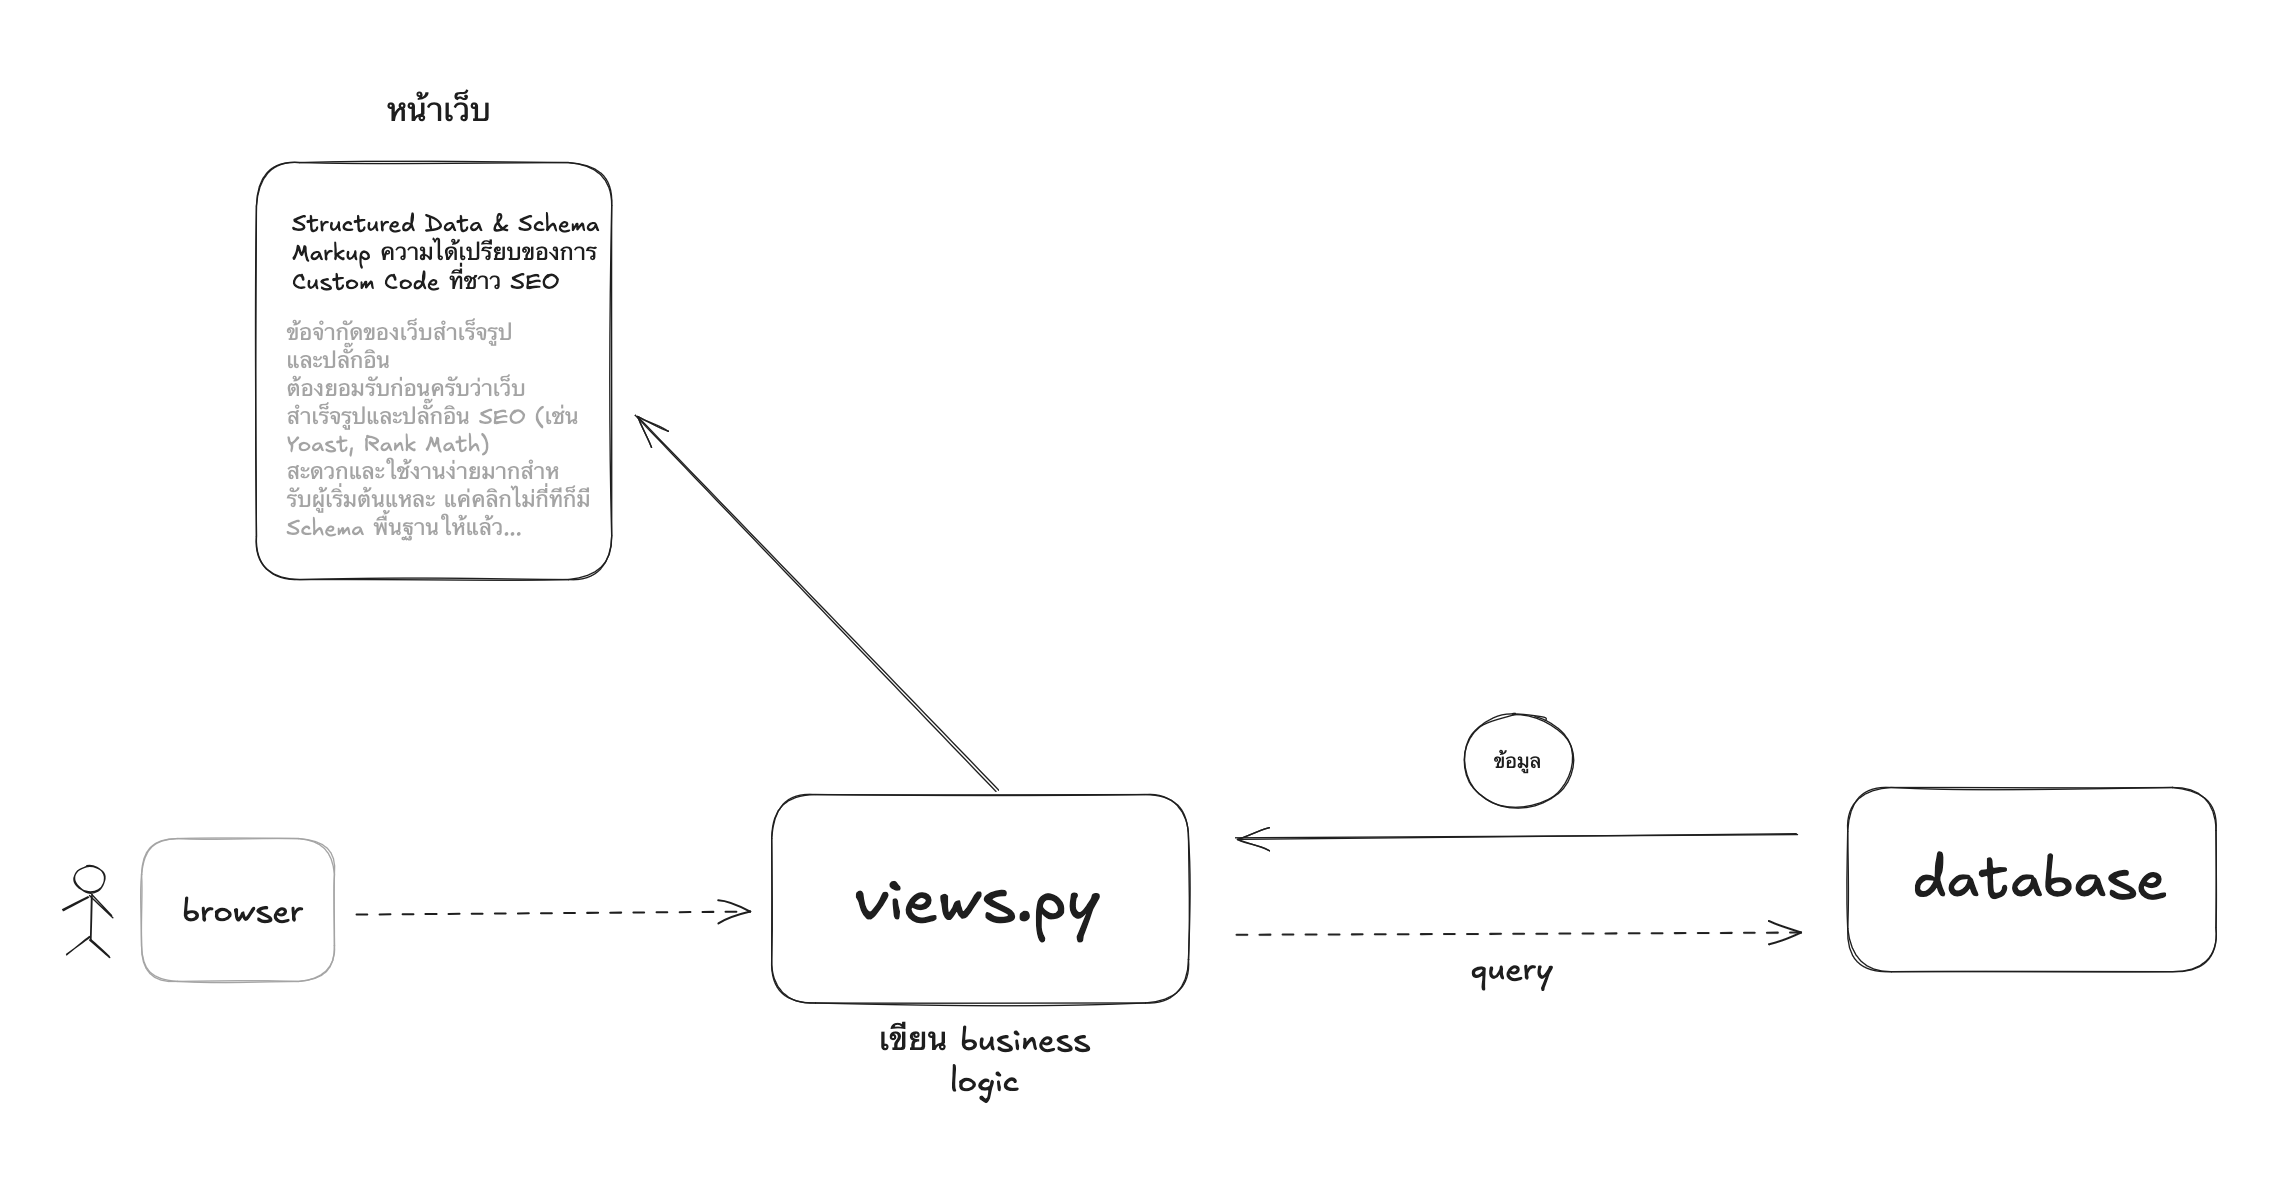 หน้าเว็บ
Structured Data & Schema
Markup ความได้เปรียบของการ
Custom Code ที่ชาว SEO
ข้อจำกัดของเว็บสำเร็จรูป
และปลั๊กอิน
ต้องยอมรับก่อนครับว่าเว็บ
สำเร็จรูปและปลั๊กอิน SEO (เช่น
Yoast, Rank Math)
สะดวกและใช้งานง่ายมากสำห
รับผู้เริ่มต้นแหละ แค่คลิกไม่กี่ทีก็มี
Schema พื้นฐานให้แล้ว...
ข้อมูล
browser
views.py
database
query
เขียน business
logic